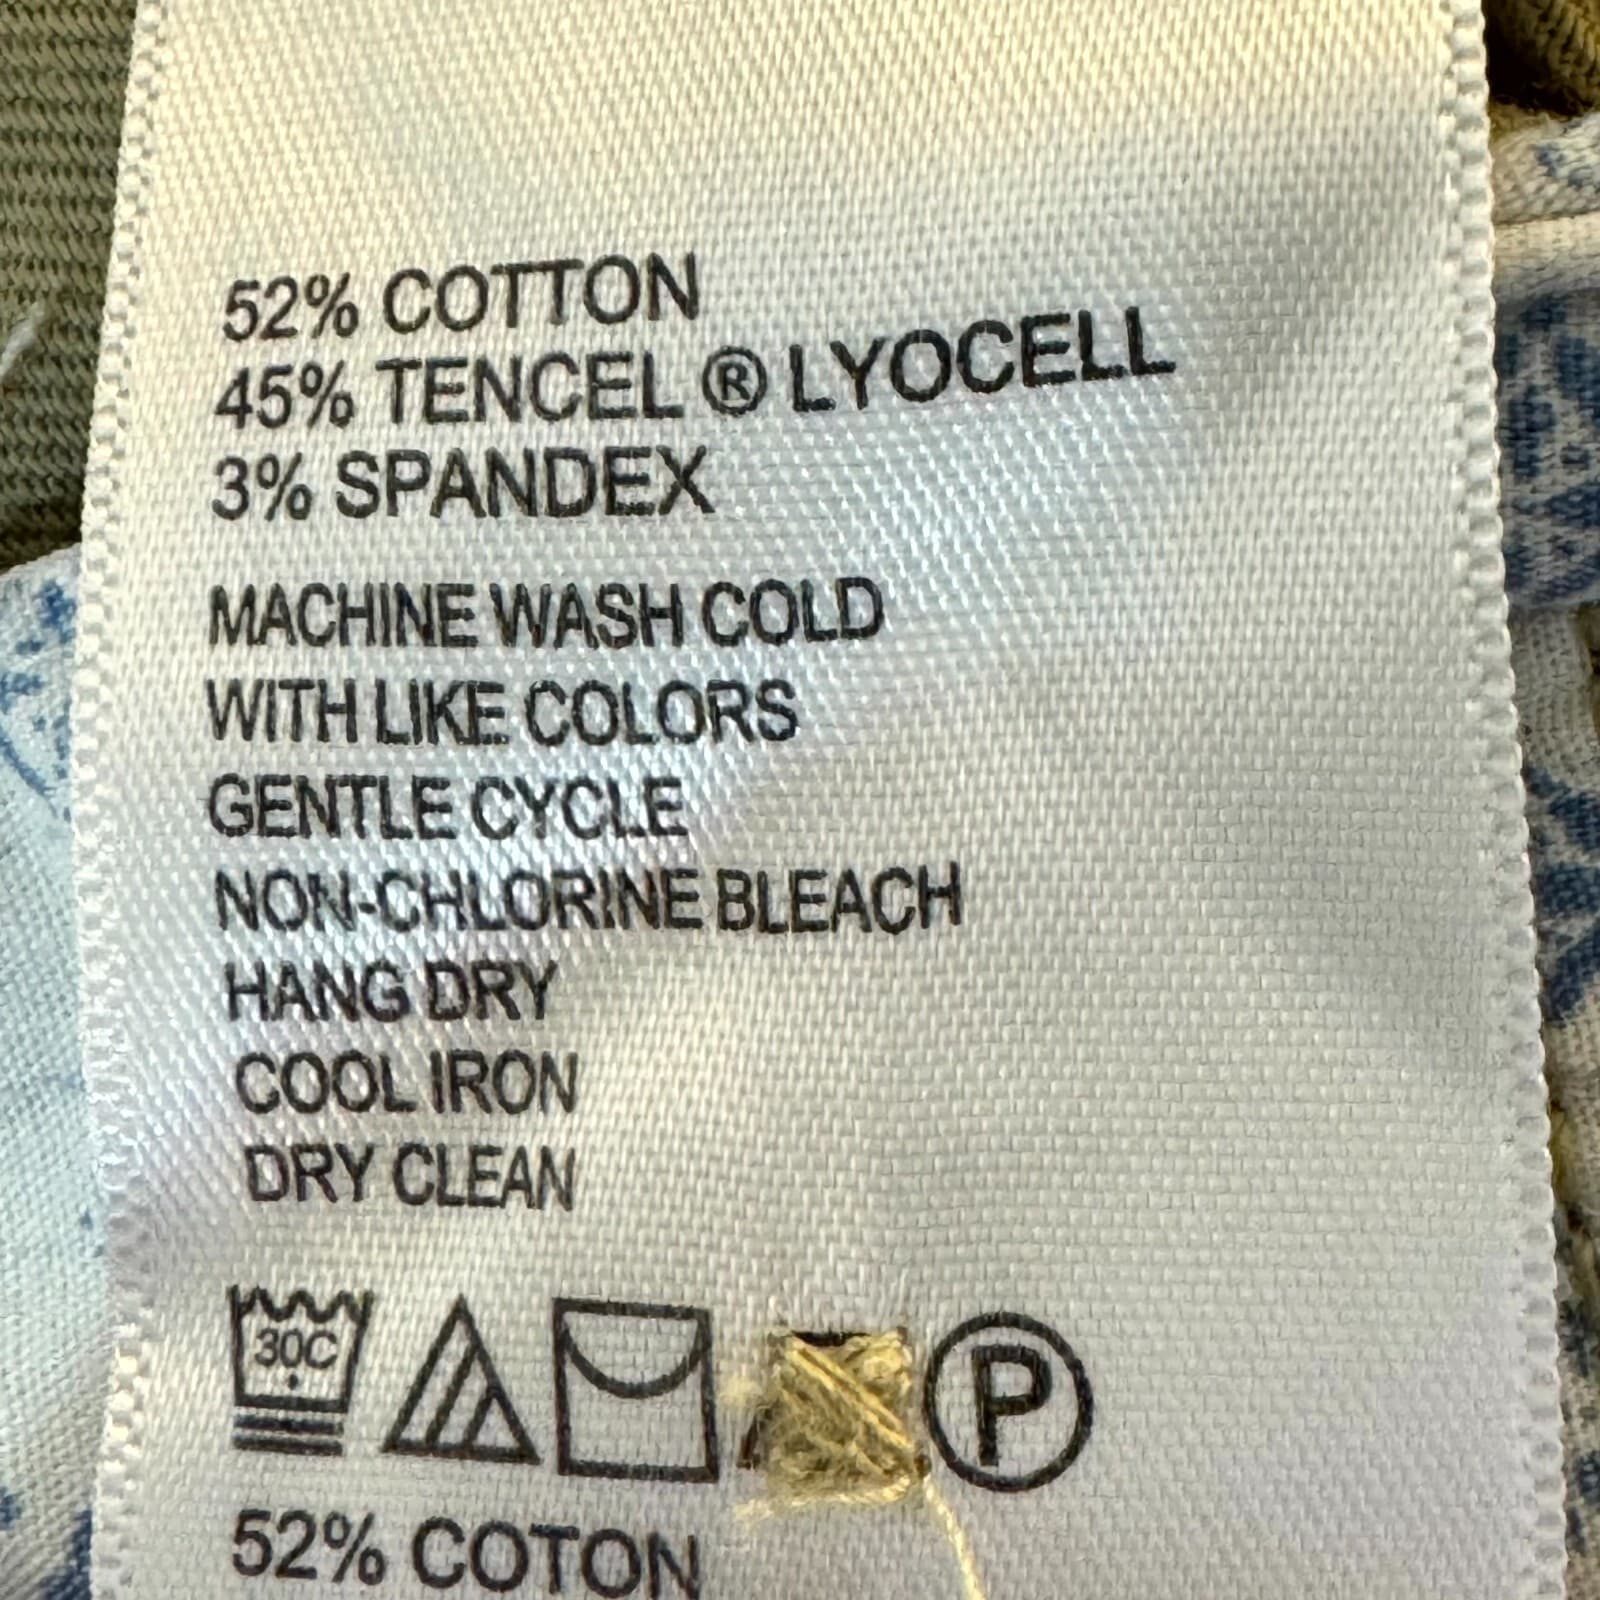 52% COTTON
45% TENCEL ® LYOCELL
3% SPANDEX
MACHINE WASH COLD
WITH LIKE COLORS
GENTLE CYCLE
NON-CHLORINE BLEACH
HANG DRY
COOL IRON
DRY CLEAN
30C P
52% COTON